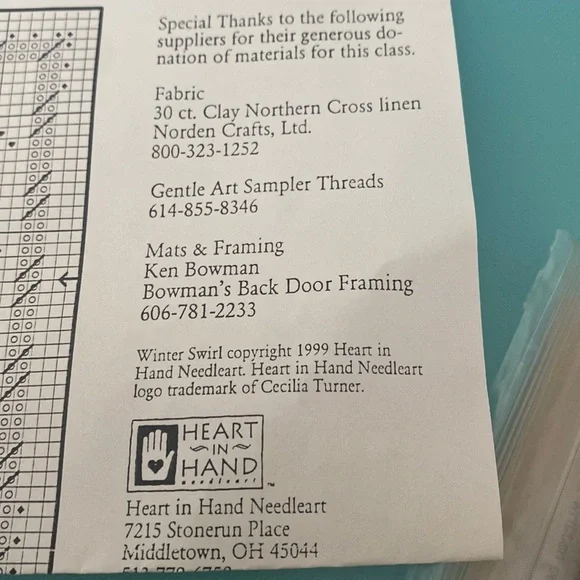 Special Thanks to the following
suppliers for their generous do-
nation of materials for this class.
Fabric
30 ct. Clay Northern Cross linen
Norden Crafts, Ltd.
800-323-1252
Gentle Art Sampler Threads
614-855-8346
Mats & Framing
Ken Bowman
Bowman's Back Door Framing
606-781-2233
Winter Swirl copyright 1999 Heart in
Hand Needleart. Heart in Hand Needleart
logo trademark of Cecilia Turner.
HEART
IN
HAND
needleart ™
Heart in Hand Needleart
7215 Stonerun Place
Middletown, OH 45044